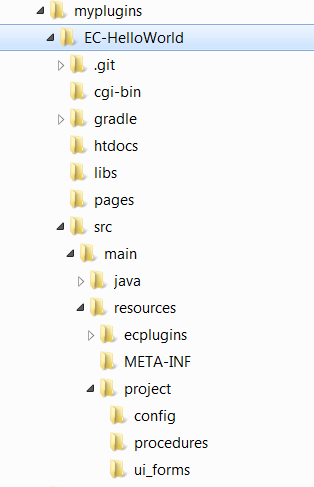 myplugins
EC-HelloWorld
.git
cgi-bin
gradle
htdocs
libs
pages
src
main
java
resources
ecplugins
META-INF
project
config
procedures
ui_forms